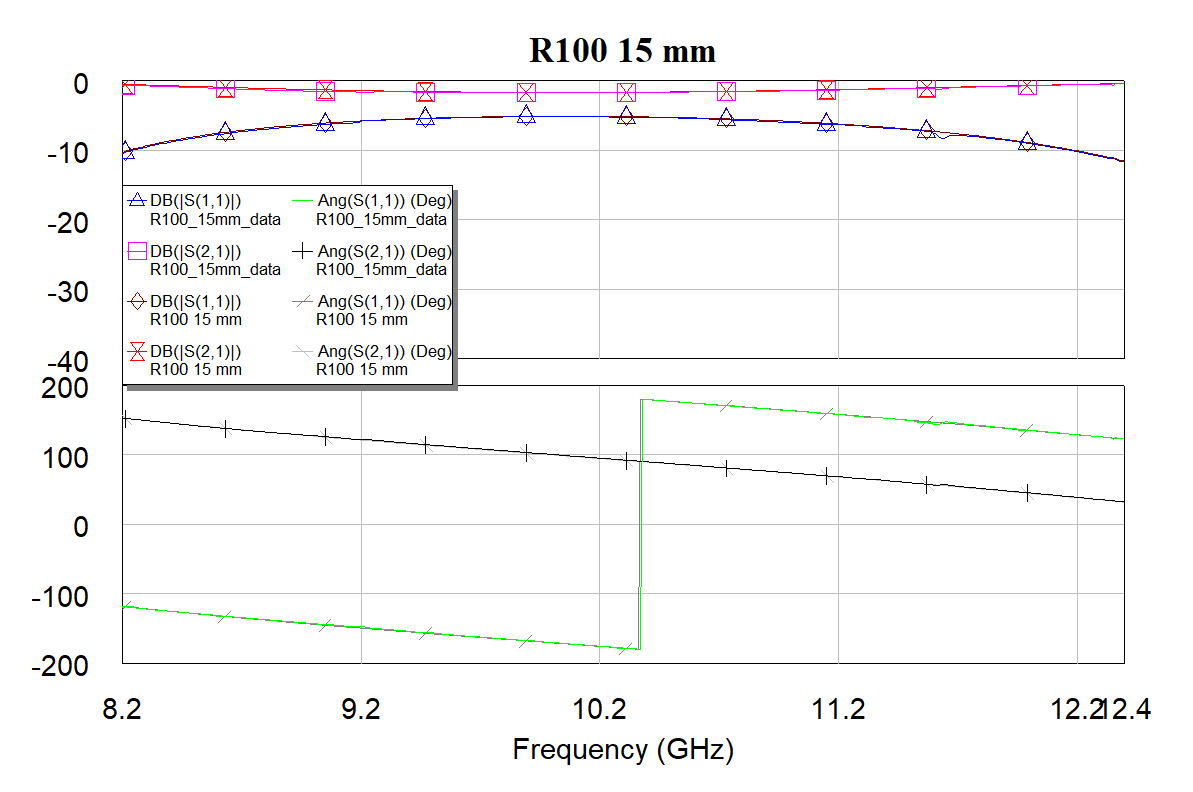 R100 15 mm
0
-10
-20
-30
-40
DB(|S(1,1)|)
R100_15mm_data
Ang(S(1,1)) (Deg)
R100_15mm_data
DB(|S(2,1)|)
R100_15mm_data
Ang(S(2,1)) (Deg)
R100_15mm_data
DB(|S(1,1)|)
R100 15 mm
Ang(S(1,1)) (Deg)
R100 15 mm
DB(|S(2,1)|)
R100 15 mm
Ang(S(2,1)) (Deg)
R100 15 mm
200
100
0
-100
-200
8.2 9.2 10.2 11.2 12.2 12.4
Frequency (GHz)